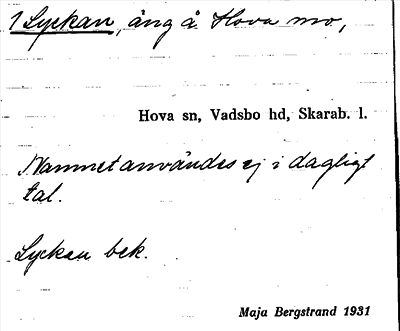 1 Lyckan, äng å Hova mo,
Hova sn, Vadsbo hd, Skarab. l.
Namnet användes ej i dagligt
tal.
Lyckan bek.
Maja Bergstrand 1931